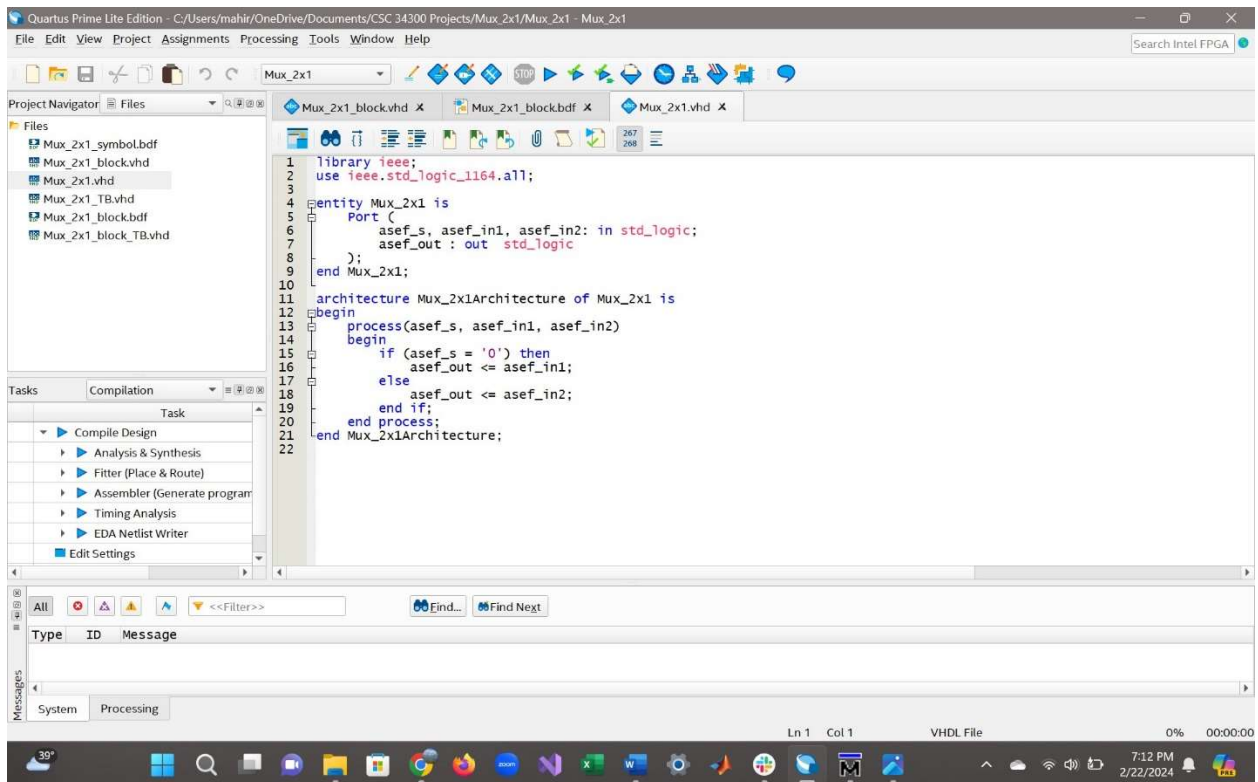 Quartus Prime Lite Edition - C:/Users/mahir/OneDrive/Documents/CSC 34300 Projects/Mux_2x1/Mux_2x1 - Mux_2x1
File Edit View Project Assignments Processing Tools Window Help
Search Intel FPGA
Mux_2x1
STOP
Project Navigator Files
Files
Mux_2x1_symbol.bdf
Mux_2x1_block.vhd
Mux_2x1.vhd
Mux_2x1_TB.vhd
Mux_2x1_block.bdf
Mux_2x1_block_TB.vhd
Mux_2x1_block.vhd
Mux_2x1_block.bdf
Mux_2x1.vhd
267
268
1 library ieee;
2 use ieee.std_logic_1164.all;
3
4 entity Mux_2x1 is
5 Port (
6 asef_s, asef_in1, asef_in2: in std_logic;
7 asef_out : out std_logic
8 );
9 end Mux_2x1;
10
11 architecture Mux_2x1Architecture of Mux_2x1 is
12 begin
13 process(asef_s, asef_in1, asef_in2)
14 begin
15 if (asef_s = '0') then
16 asef_out <= asef_in1;
17 else
18 asef_out <= asef_in2;
19 end if;
20 end process;
21 end Mux_2x1Architecture;
22
Tasks Compilation
Task
Compile Design
Analysis & Synthesis
Fitter (Place & Route)
Assembler (Generate program
Timing Analysis
EDA Netlist Writer
Edit Settings
All <<Filter>> Find... Find Next
Type ID Message
Messages
System Processing
Ln 1 Col 1 VHDL File 0% 00:00:00
39°
zoom
7:12 PM
2/22/2024
PRE